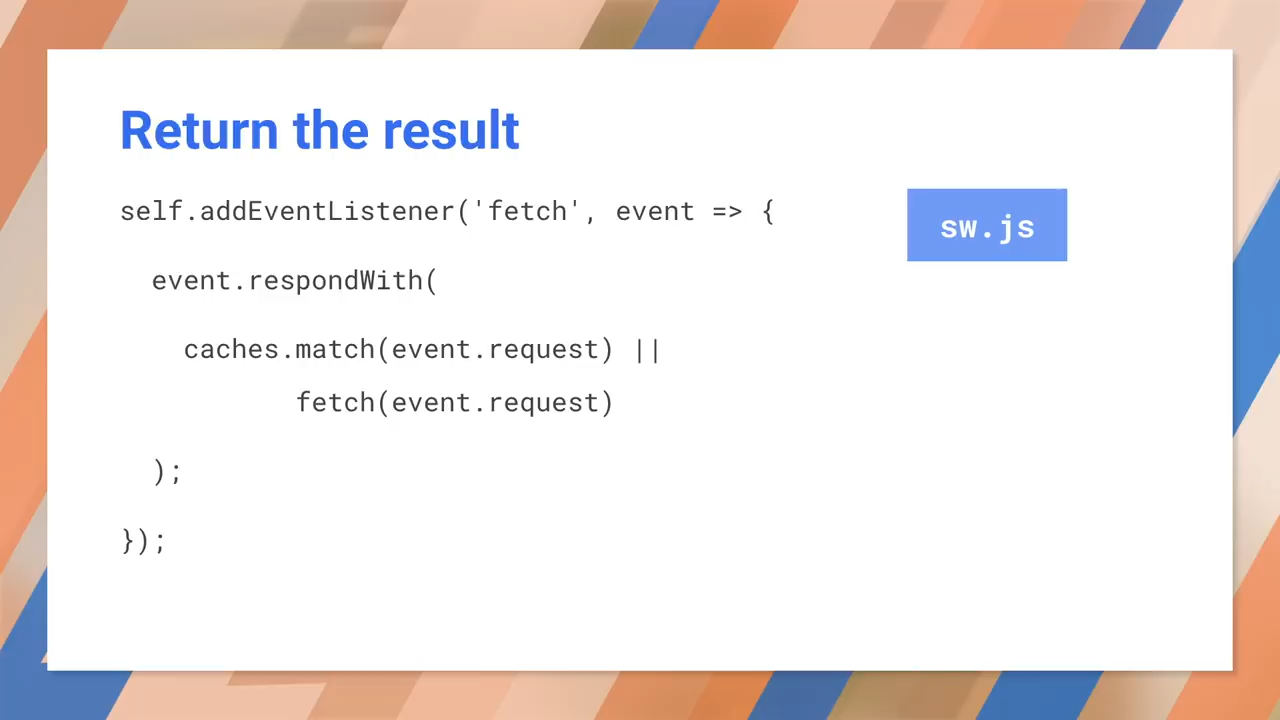 Return the result
self.addEventListener('fetch', event => {
sw.js
event.respondWith(
caches.match(event.request) ||
fetch(event.request)
);
});